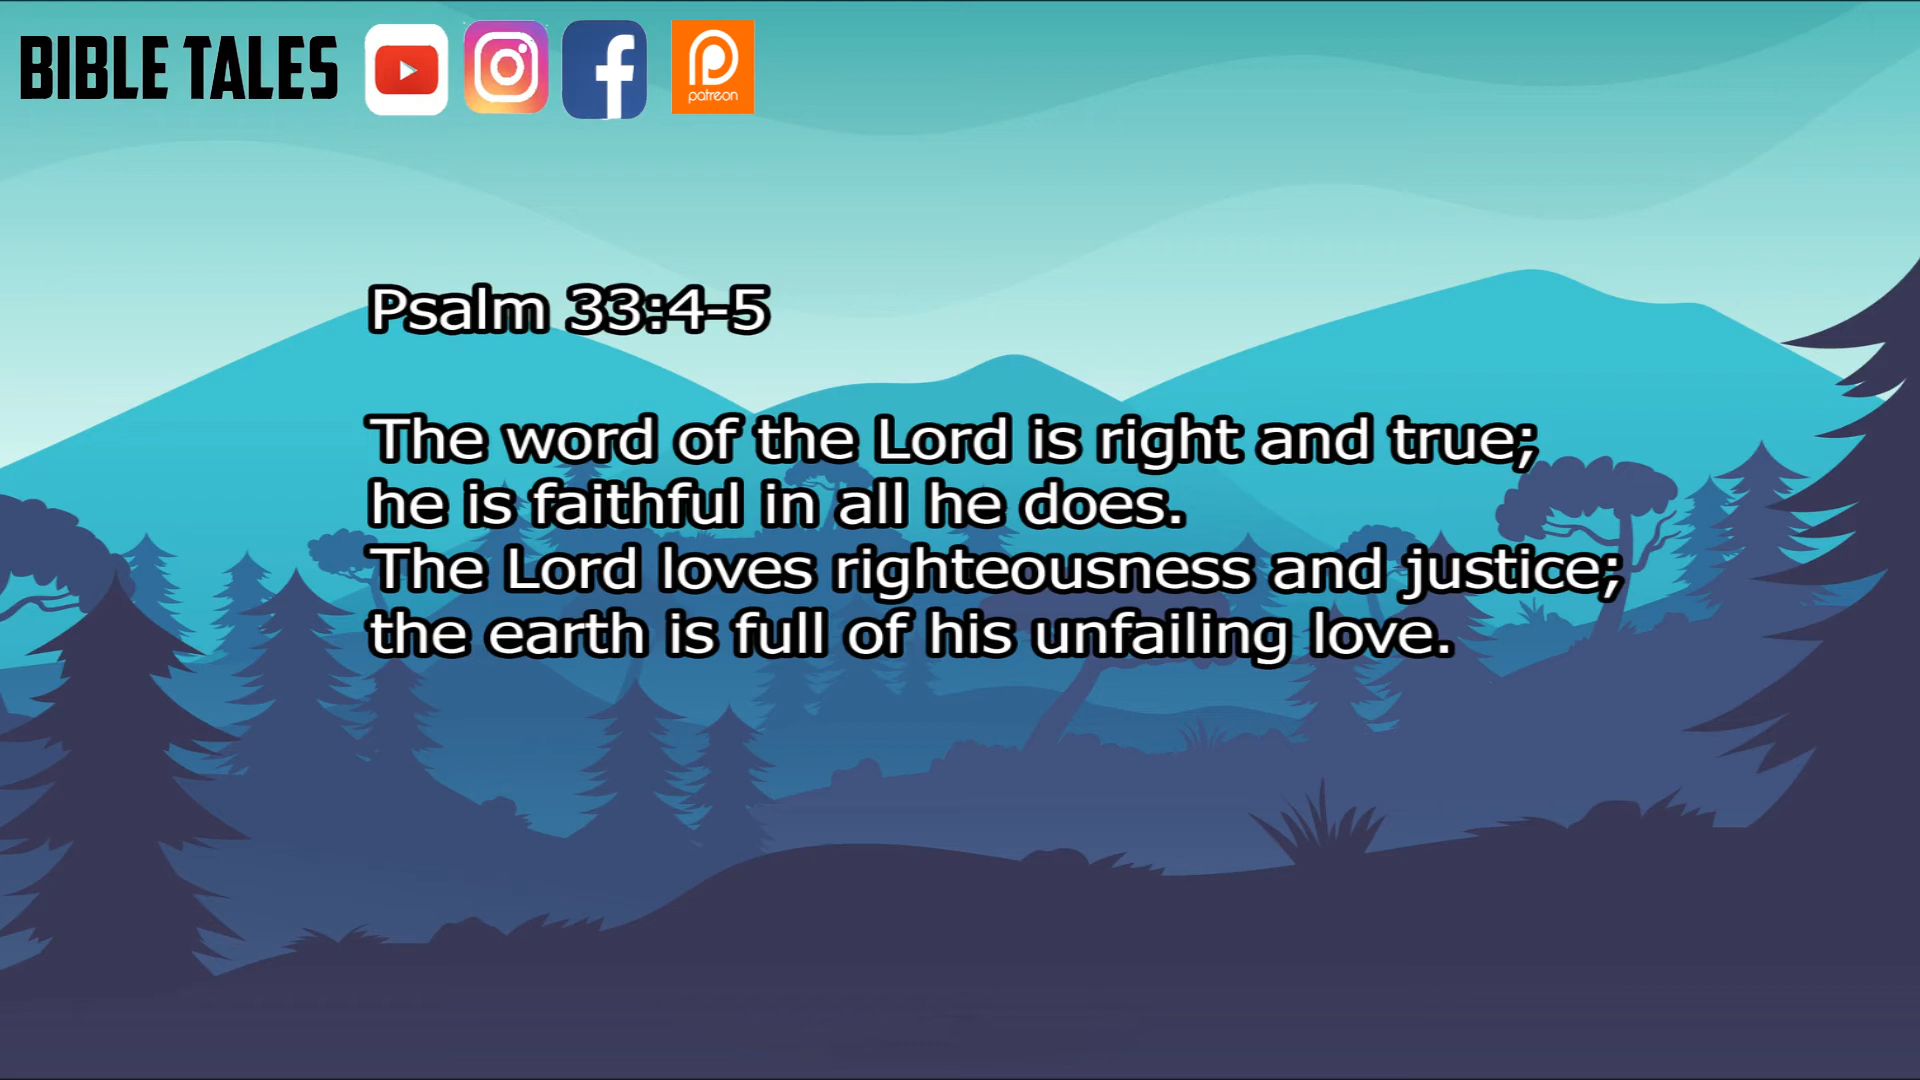 BIBLE TALES
patreon
Psalm 33:4-5
The word of the Lord is right and true;
he is faithful in all he does.
The Lord loves righteousness and justice;
the earth is full of his unfailing love.